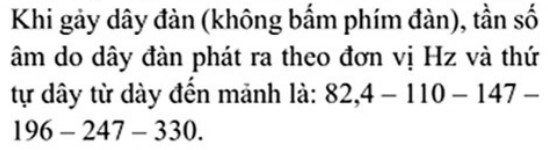 Khi gảy dây đàn (không bấm phím đàn), tần số
âm do dây đàn phát ra theo đơn vị Hz và thứ
tự dây từ dày đến mảnh là: 82,4 – 110 – 147 –
196 – 247 – 330.